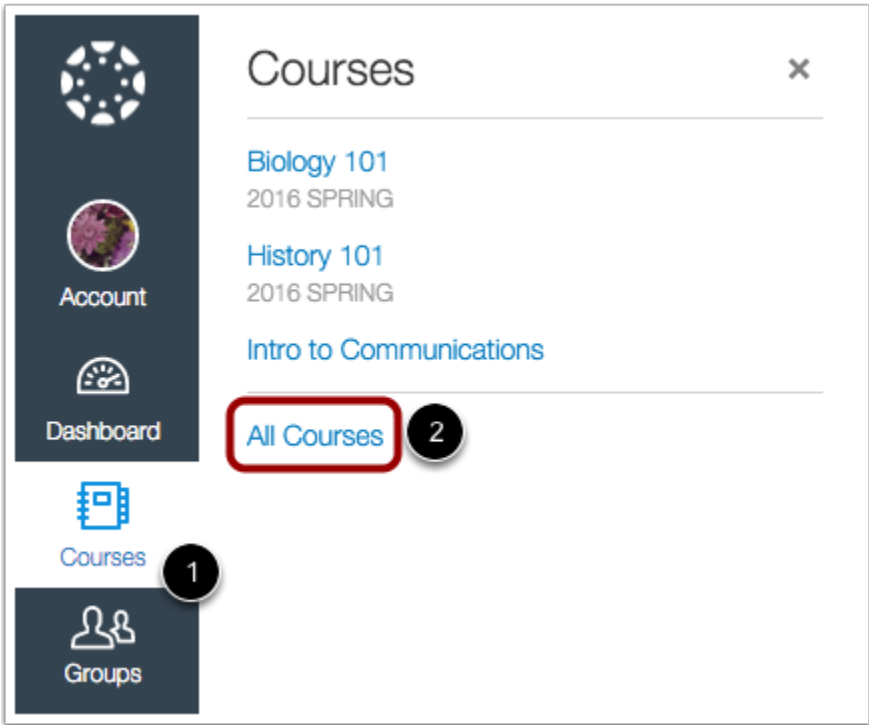 Courses
×
Biology 101
2016 SPRING
History 101
2016 SPRING
Intro to Communications
All Courses
2
Account
Dashboard
Courses
1
Groups